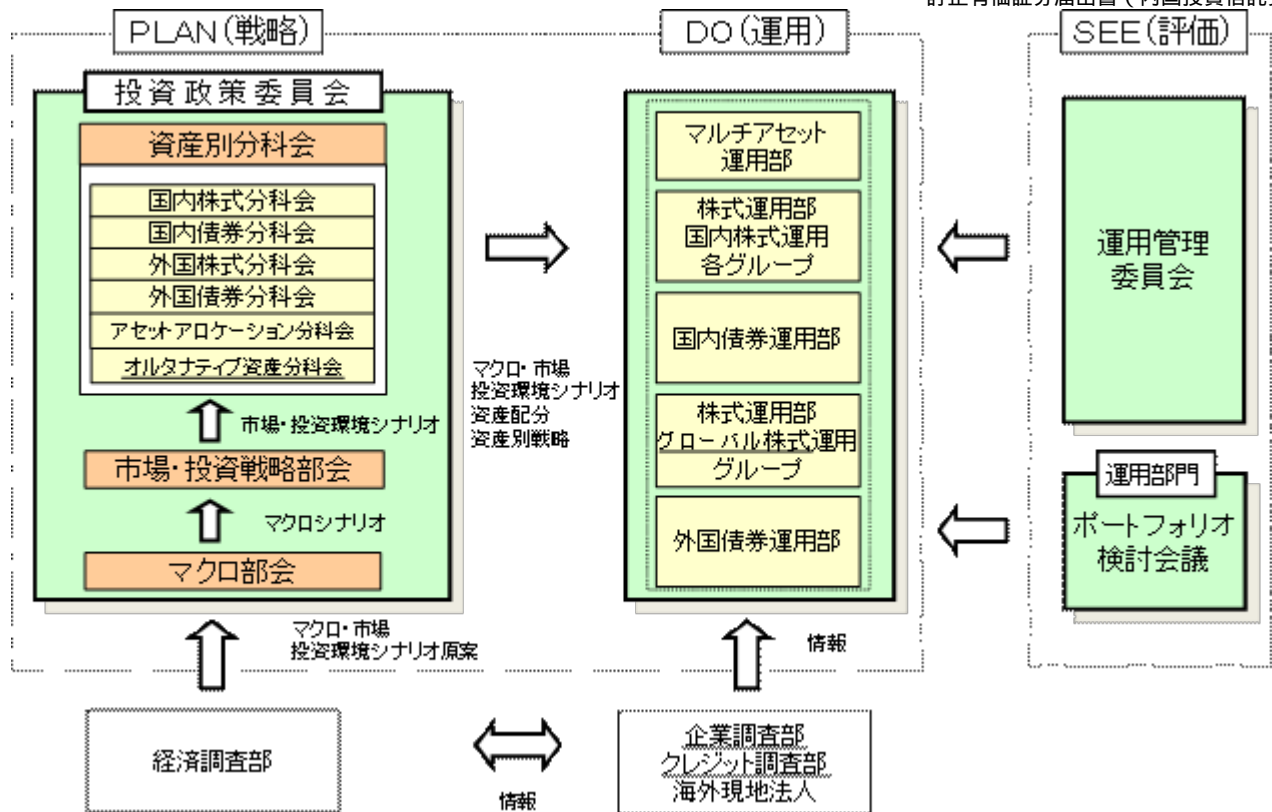 PLAN(戦略)
投資政策委員会
資産別分科会
国内株式分科会
国内債券分科会
外国株式分科会
外国債券分科会
アセットアロケーション分科会
オルタナティブ資産分科会
市場・投資環境シナリオ
市場・投資戦略部会
マクロシナリオ
マクロ部会
マクロ・市場
投資環境シナリオ原案
経済調査部
マクロ・市場
投資環境シナリオ
資産配分
資産別戦略
DO(運用)
マルチアセット
運用部
株式運用部
国内株式運用
各グループ
国内債券運用部
株式運用部
グローバル株式運用
グループ
外国債券運用部
情報
情報
企業調査部
クレジット調査部
海外現地法人
SEE(評価)
運用管理
委員会
運用部門
ポートフォリオ
検討会議